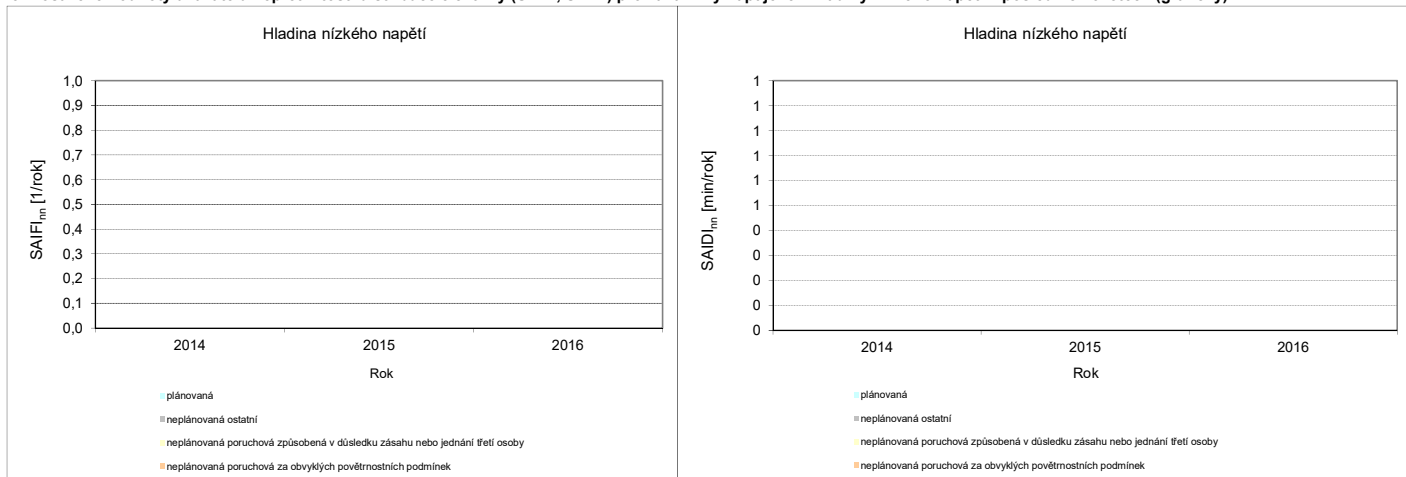 Hladina nízkého napětí
1,0
0,9
0,8
0,7
0,6
0,5
0,4
0,3
0,2
0,1
0,0
SAIFI nn [1/rok]
2014 2015 2016
Rok
plánovaná
neplánovaná ostatní
neplánovaná poruchová způsobená v důsledku zásahu nebo jednání třetí osoby
neplánovaná poruchová za obvyklých povětrnostních podmínek
Hladina nízkého napětí
1
1
1
1
1
1
0
0
0
0
0
SAIDI nn [min/rok]
2014 2015 2016
Rok
plánovaná
neplánovaná ostatní
neplánovaná poruchová způsobená v důsledku zásahu nebo jednání třetí osoby
neplánovaná poruchová za obvyklých povětrnostních podmínek